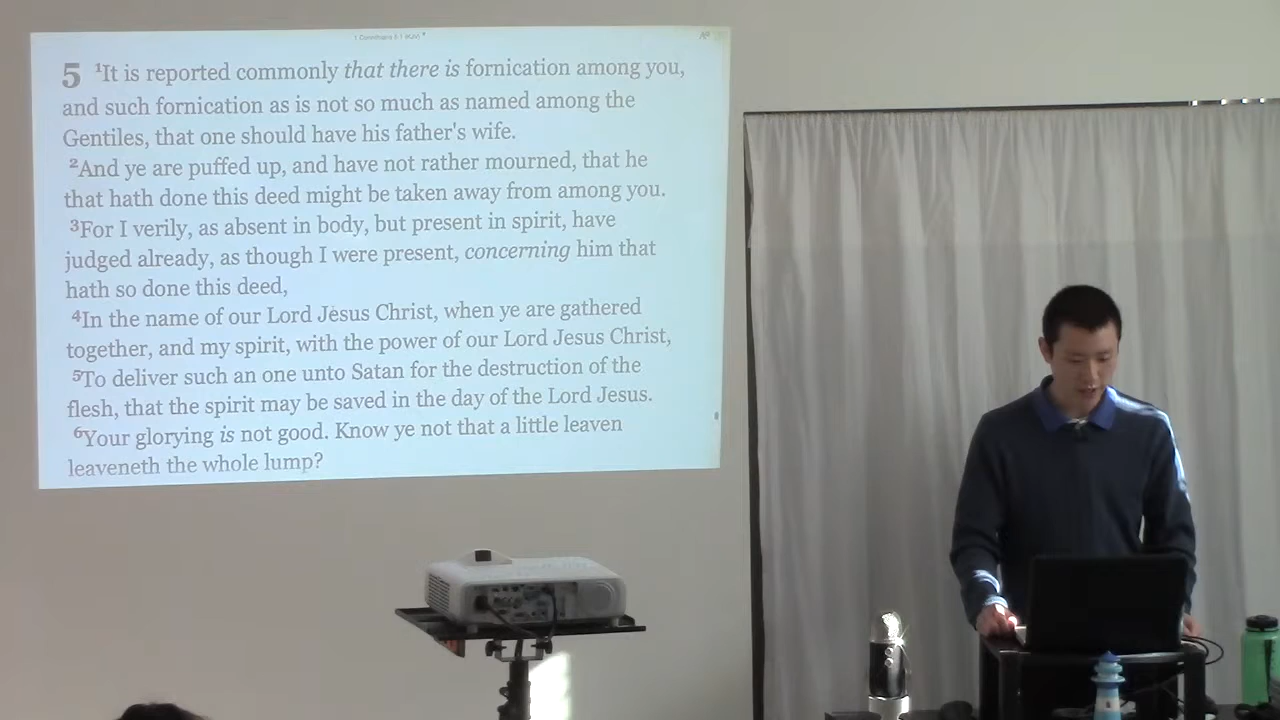 1 Corinthians 5:1 (KJV)
5 1It is reported commonly that there is fornication among you,
and such fornication as is not so much as named among the
Gentiles, that one should have his father's wife.
2And ye are puffed up, and have not rather mourned, that he
that hath done this deed might be taken away from among you.
3For I verily, as absent in body, but present in spirit, have
judged already, as though I were present, concerning him that
hath so done this deed,
4In the name of our Lord Jesus Christ, when ye are gathered
together, and my spirit, with the power of our Lord Jesus Christ,
5To deliver such an one unto Satan for the destruction of the
flesh, that the spirit may be saved in the day of the Lord Jesus.
6Your glorying is not good. Know ye not that a little leaven
leaveneth the whole lump?